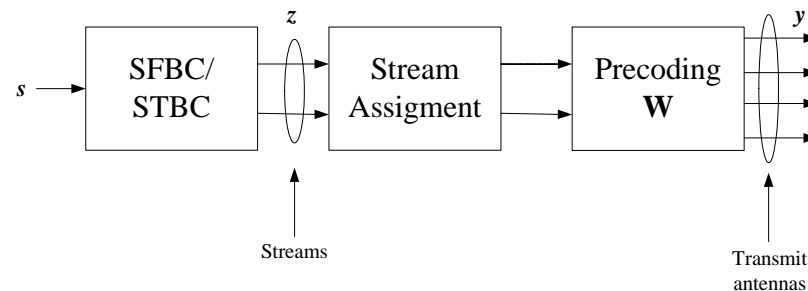 z
y
s
SFBC/
STBC
Stream
Assigment
Precoding
W
Streams
Transmit
antennas